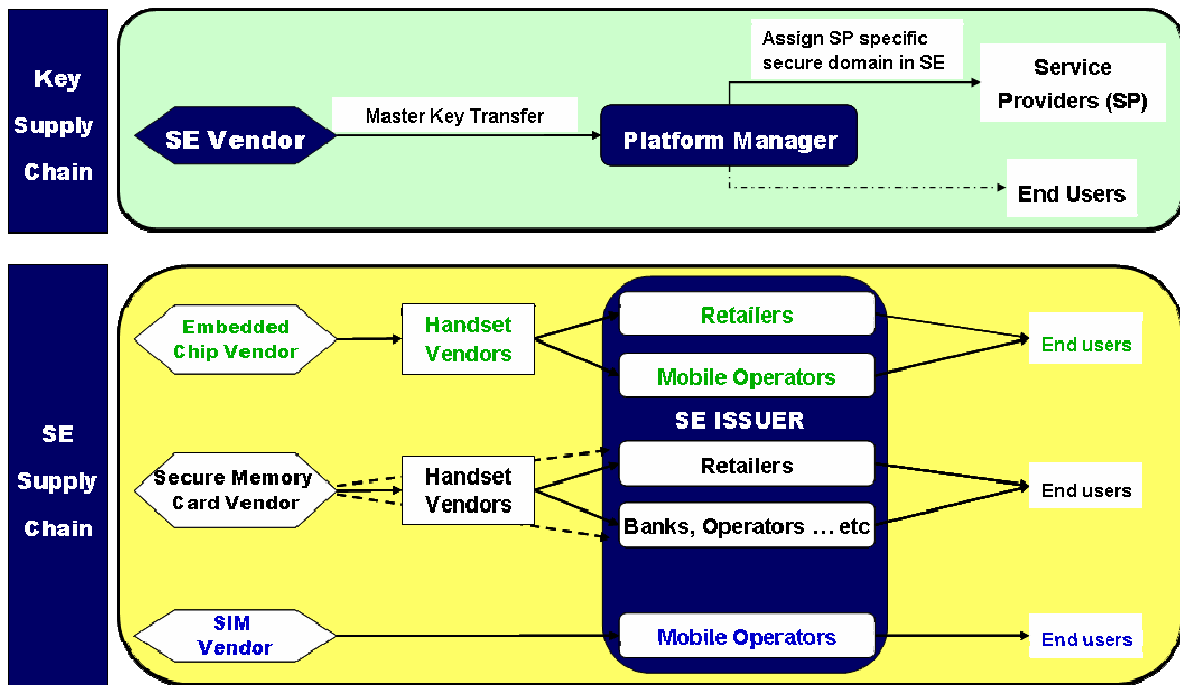 Key
Supply
Chain
SE Vendor
Master Key Transfer
Platform Manager
Assign SP specific
secure domain in SE
Service
Providers (SP)
End Users
SE
Supply
Chain
Embedded
Chip Vendor
Handset
Vendors
Retailers
Mobile Operators
End users
SE ISSUER
Secure Memory
Card Vendor
Handset
Vendors
Retailers
Banks, Operators ... etc
End users
SIM
Vendor
Mobile Operators
End users